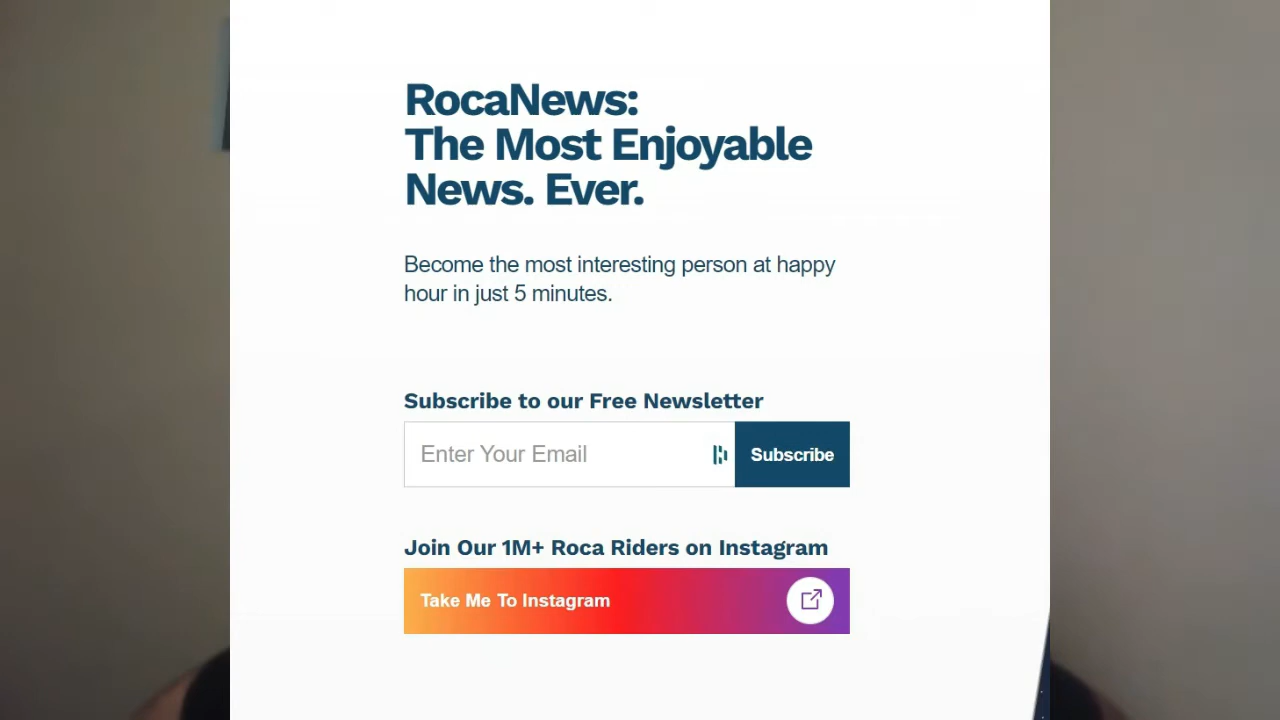 RocaNews:
The Most Enjoyable
News. Ever.
Become the most interesting person at happy
hour in just 5 minutes.
Subscribe to our Free Newsletter
Enter Your Email
Subscribe
Join Our 1M+ Roca Riders on Instagram
Take Me To Instagram